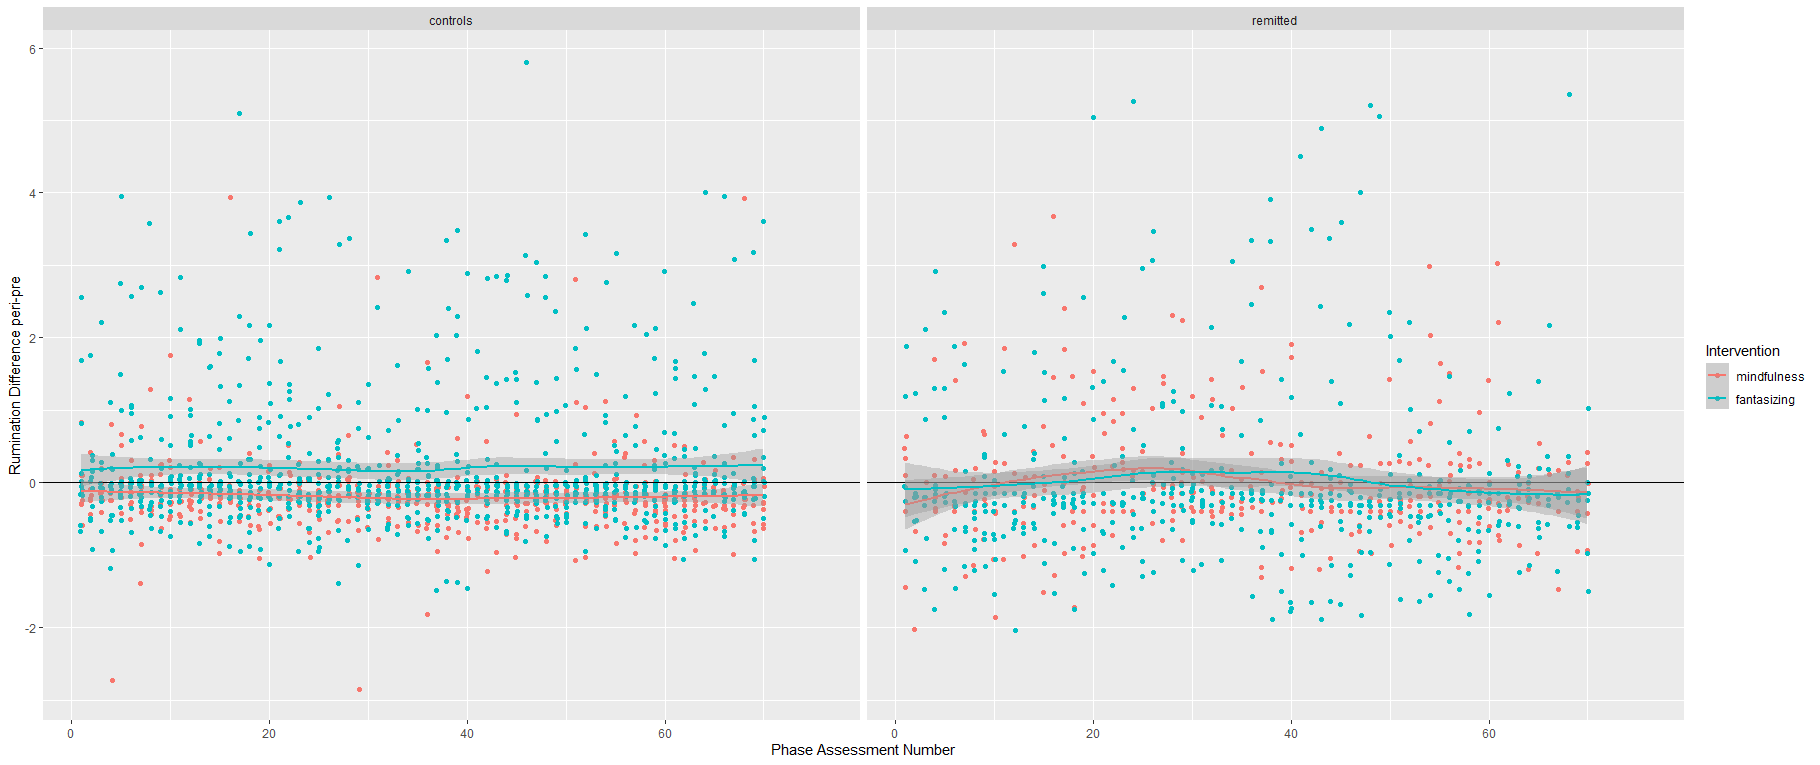 controls
remitted
6
4
2
0
-2
Rumination Difference peri-pre
0
20
40
60
0
20
40
60
Phase Assessment Number
Intervention
mindfulness
fantasizing